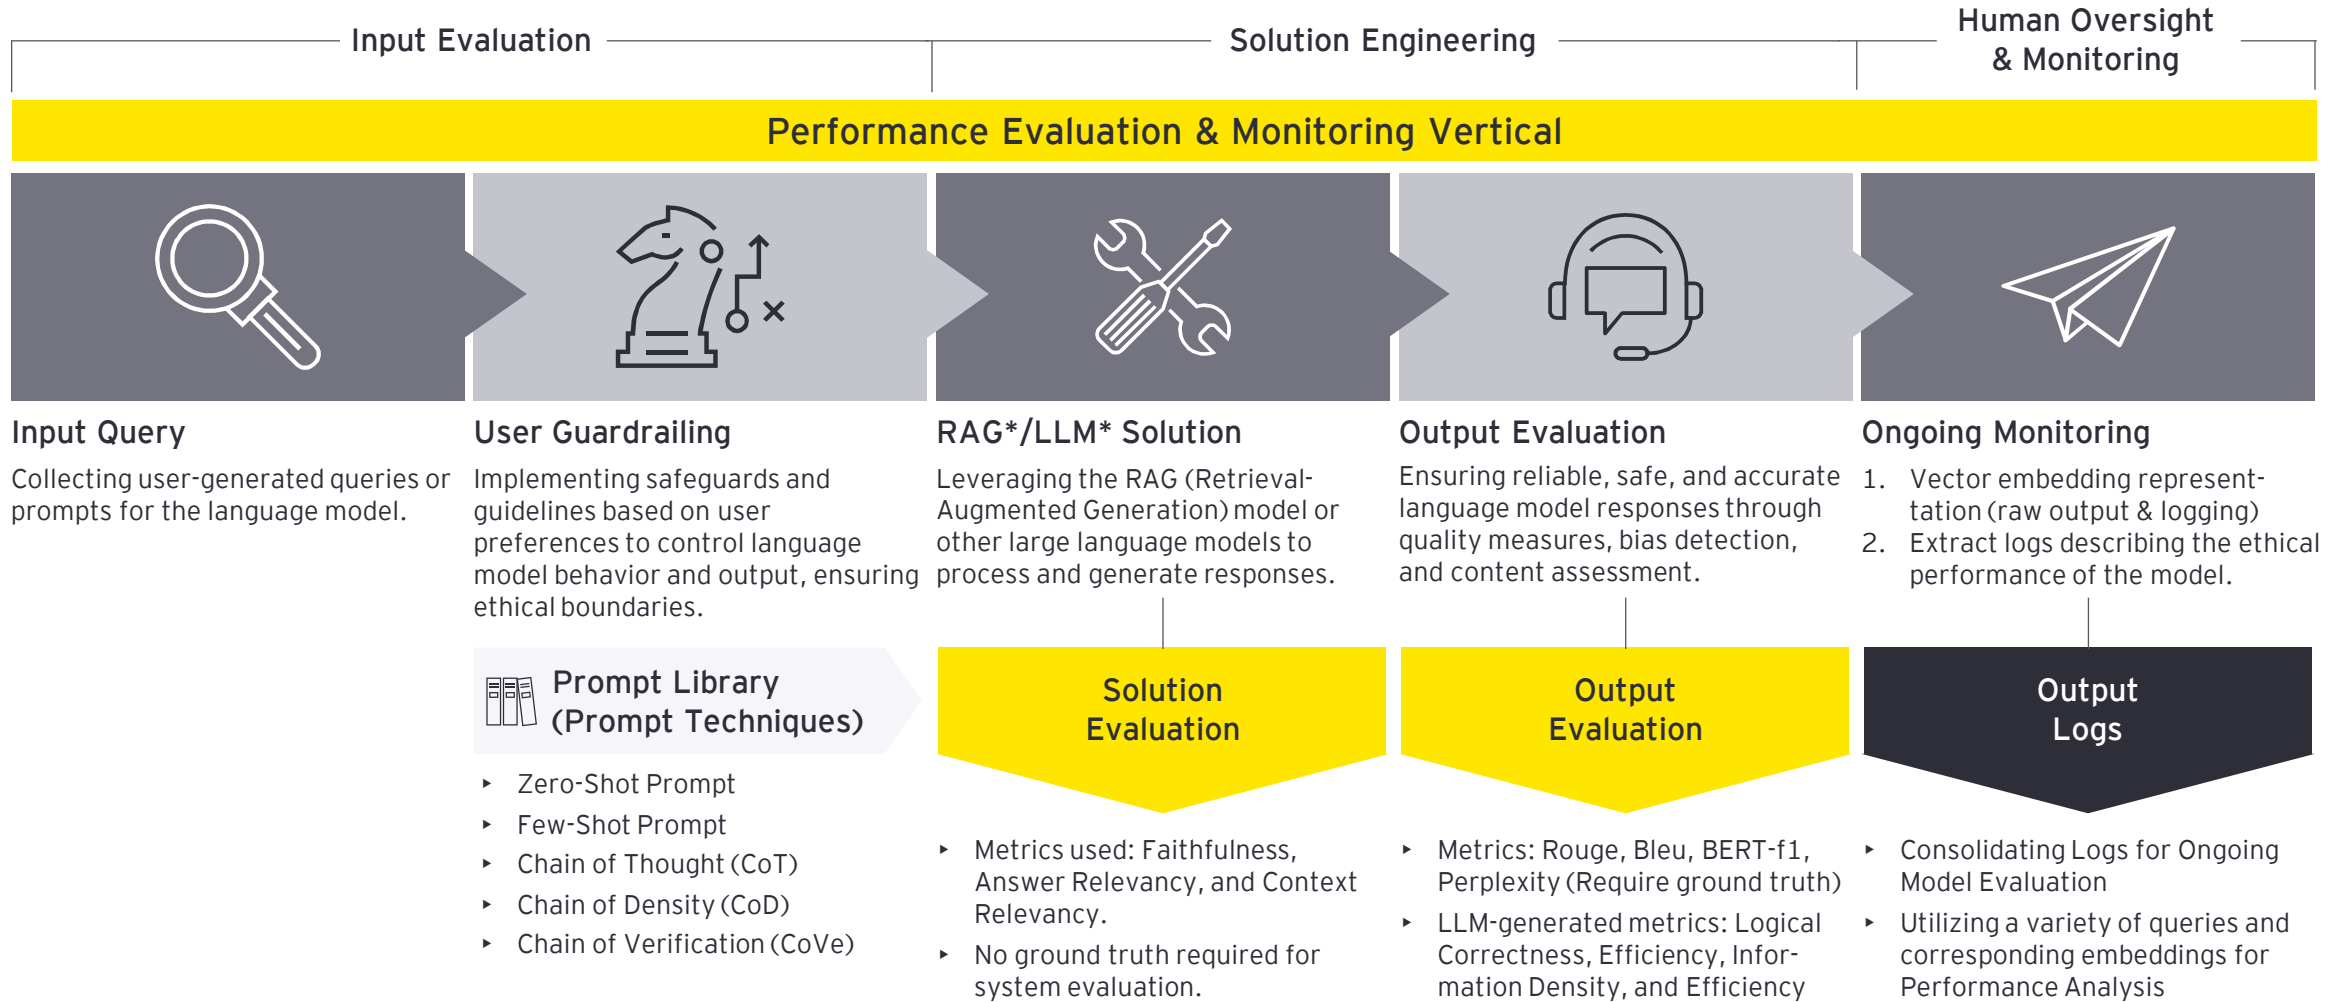 Input Evaluation
Solution Engineering
Human Oversight
& Monitoring
Performance Evaluation & Monitoring Vertical
Input Query
Collecting user-generated queries or
prompts for the language model.
User Guardrailing
Implementing safeguards and
guidelines based on user
preferences to control language
model behavior and output, ensuring
ethical boundaries.
Prompt Library
(Prompt Techniques)
▸ Zero-Shot Prompt
▸ Few-Shot Prompt
▸ Chain of Thought (CoT)
▸ Chain of Density (CoD)
▸ Chain of Verification (CoVe)
RAG*/LLM* Solution
Leveraging the RAG (Retrieval-
Augmented Generation) model or
other large language models to
process and generate responses.
Solution
Evaluation
▸ Metrics used: Faithfulness,
Answer Relevancy, and Context
Relevancy.
▸ No ground truth required for
system evaluation.
Output Evaluation
Ensuring reliable, safe, and accurate
language model responses through
quality measures, bias detection,
and content assessment.
Output
Evaluation
▸ Metrics: Rouge, Bleu, BERT-f1,
Perplexity (Require ground truth)
▸ LLM-generated metrics: Logical
Correctness, Efficiency, Infor-
mation Density, and Efficiency
Ongoing Monitoring
1. Vector embedding represent-
tation (raw output & logging)
2. Extract logs describing the ethical
performance of the model.
Output
Logs
▸ Consolidating Logs for Ongoing
Model Evaluation
▸ Utilizing a variety of queries and
corresponding embeddings for
Performance Analysis